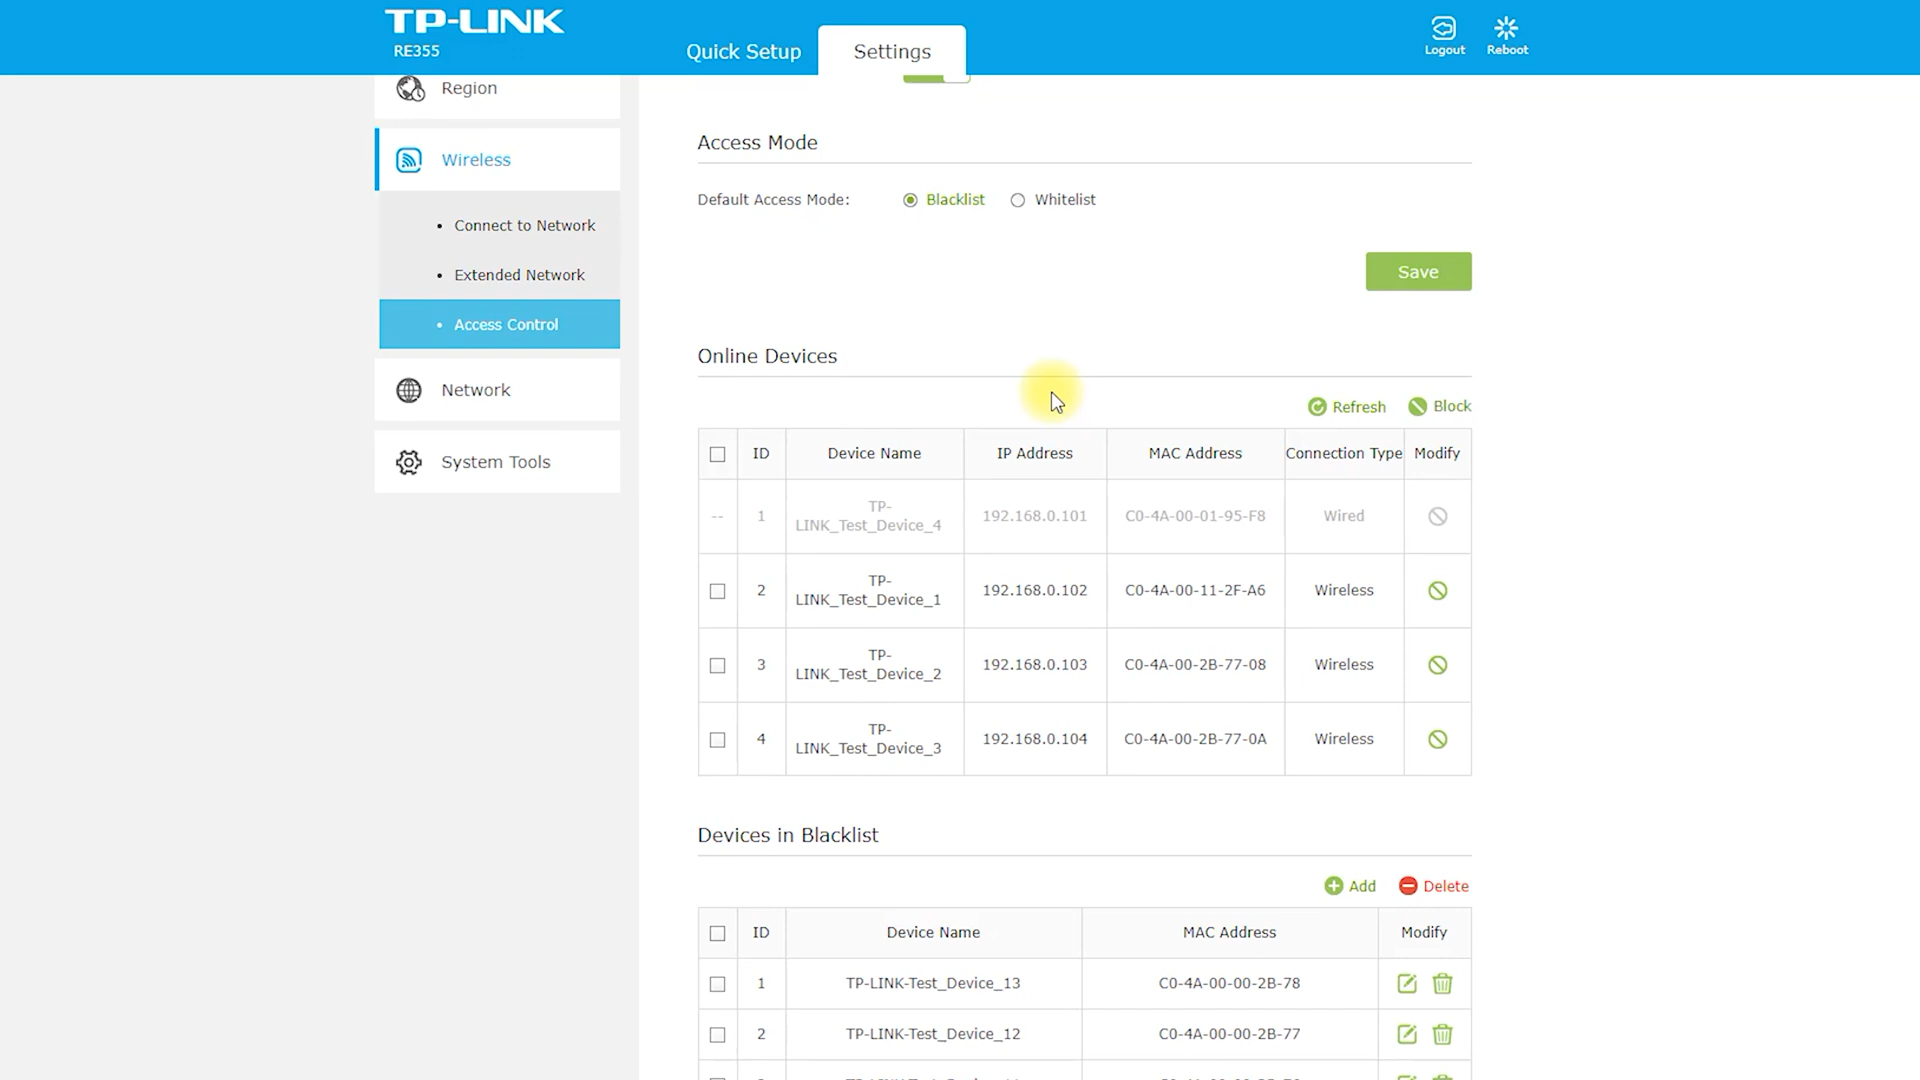 TP-LINK
RE355
Quick Setup
Settings
Logout
Reboot
Region
Wireless
• Connect to Network
• Extended Network
• Access Control
Network
System Tools
Access Mode
Default Access Mode: Blacklist Whitelist
Save
Online Devices
Refresh Block
ID Device Name IP Address MAC Address Connection Type Modify
-- 1 TP-
LINK_Test_Device_4 192.168.0.101 C0-4A-00-01-95-F8 Wired
2 TP-
LINK_Test_Device_1 192.168.0.102 C0-4A-00-11-2F-A6 Wireless
3 TP-
LINK_Test_Device_2 192.168.0.103 C0-4A-00-2B-77-08 Wireless
4 TP-
LINK_Test_Device_3 192.168.0.104 C0-4A-00-2B-77-0A Wireless
Devices in Blacklist
Add Delete
ID Device Name MAC Address Modify
1 TP-LINK-Test_Device_13 C0-4A-00-00-2B-78
2 TP-LINK-Test_Device_12 C0-4A-00-00-2B-77